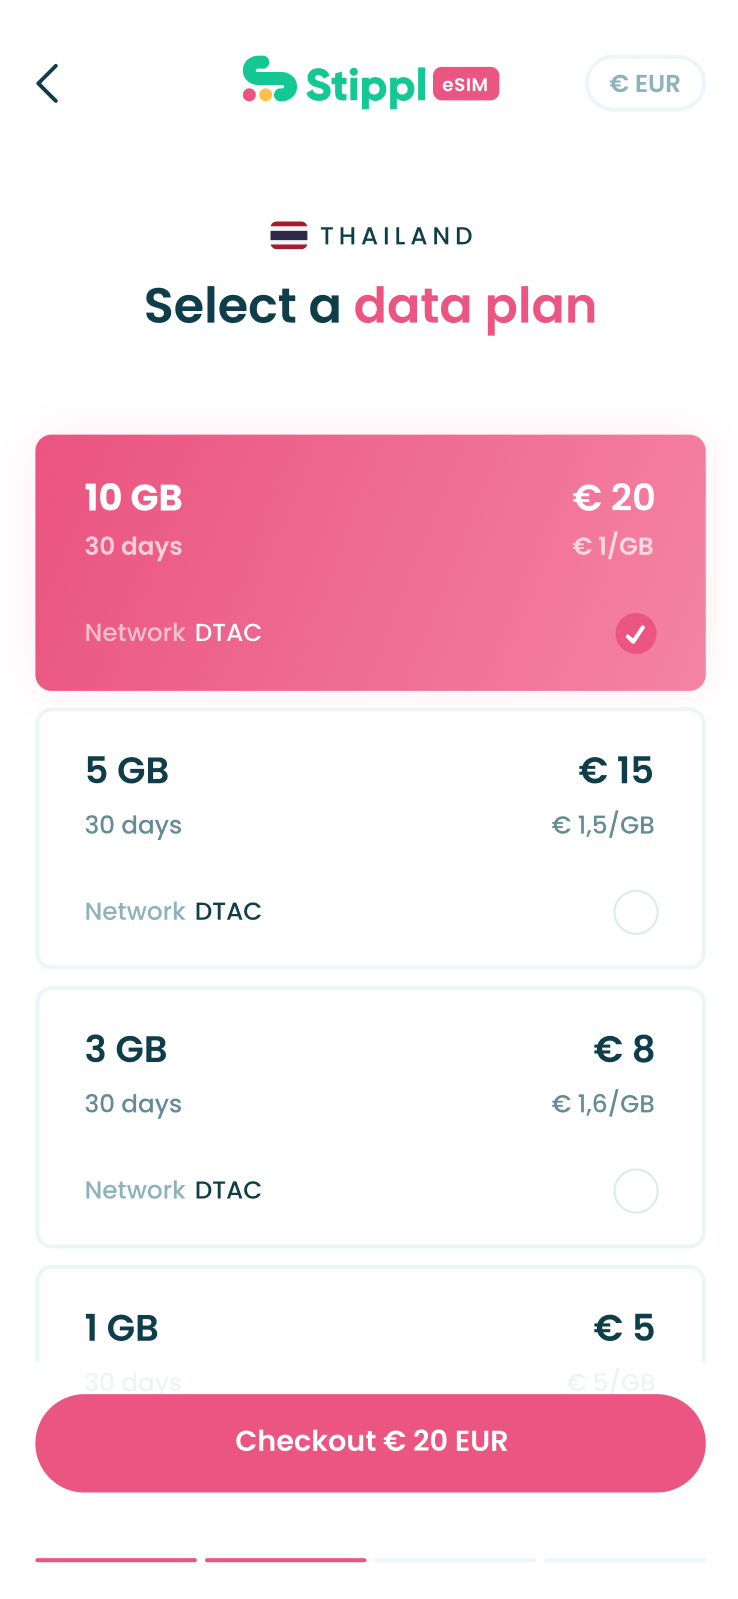 Stippl eSIM
€ EUR
THAILAND
Select a data plan
10 GB € 20
30 days € 1/GB
Network DTAC
5 GB € 15
30 days € 1,5/GB
Network DTAC
3 GB € 8
30 days € 1,6/GB
Network DTAC
1 GB € 5
30 days € 5/GB
Checkout € 20 EUR